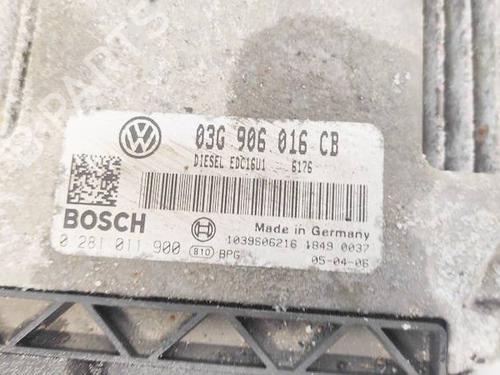 03G 906 016 CB
DIESEL EDC16U1 6176
BOSCH
Made in Germany
0 281 011 900 810 BPG
1039S06216 1849 0037
05-04-06